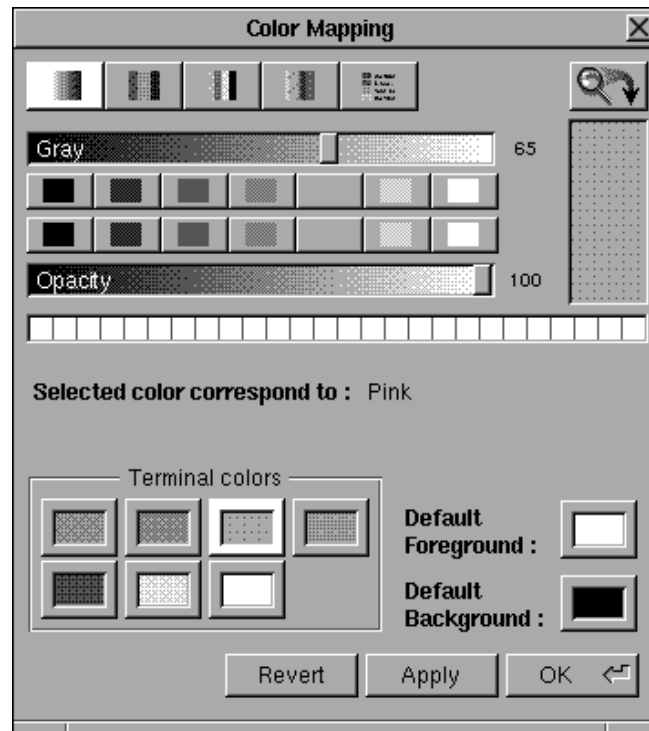 Color Mapping
Gray 65
Opacity 100
Selected color correspond to : Pink
Terminal colors
Default
Foreground :
Default
Background :
Revert Apply OK